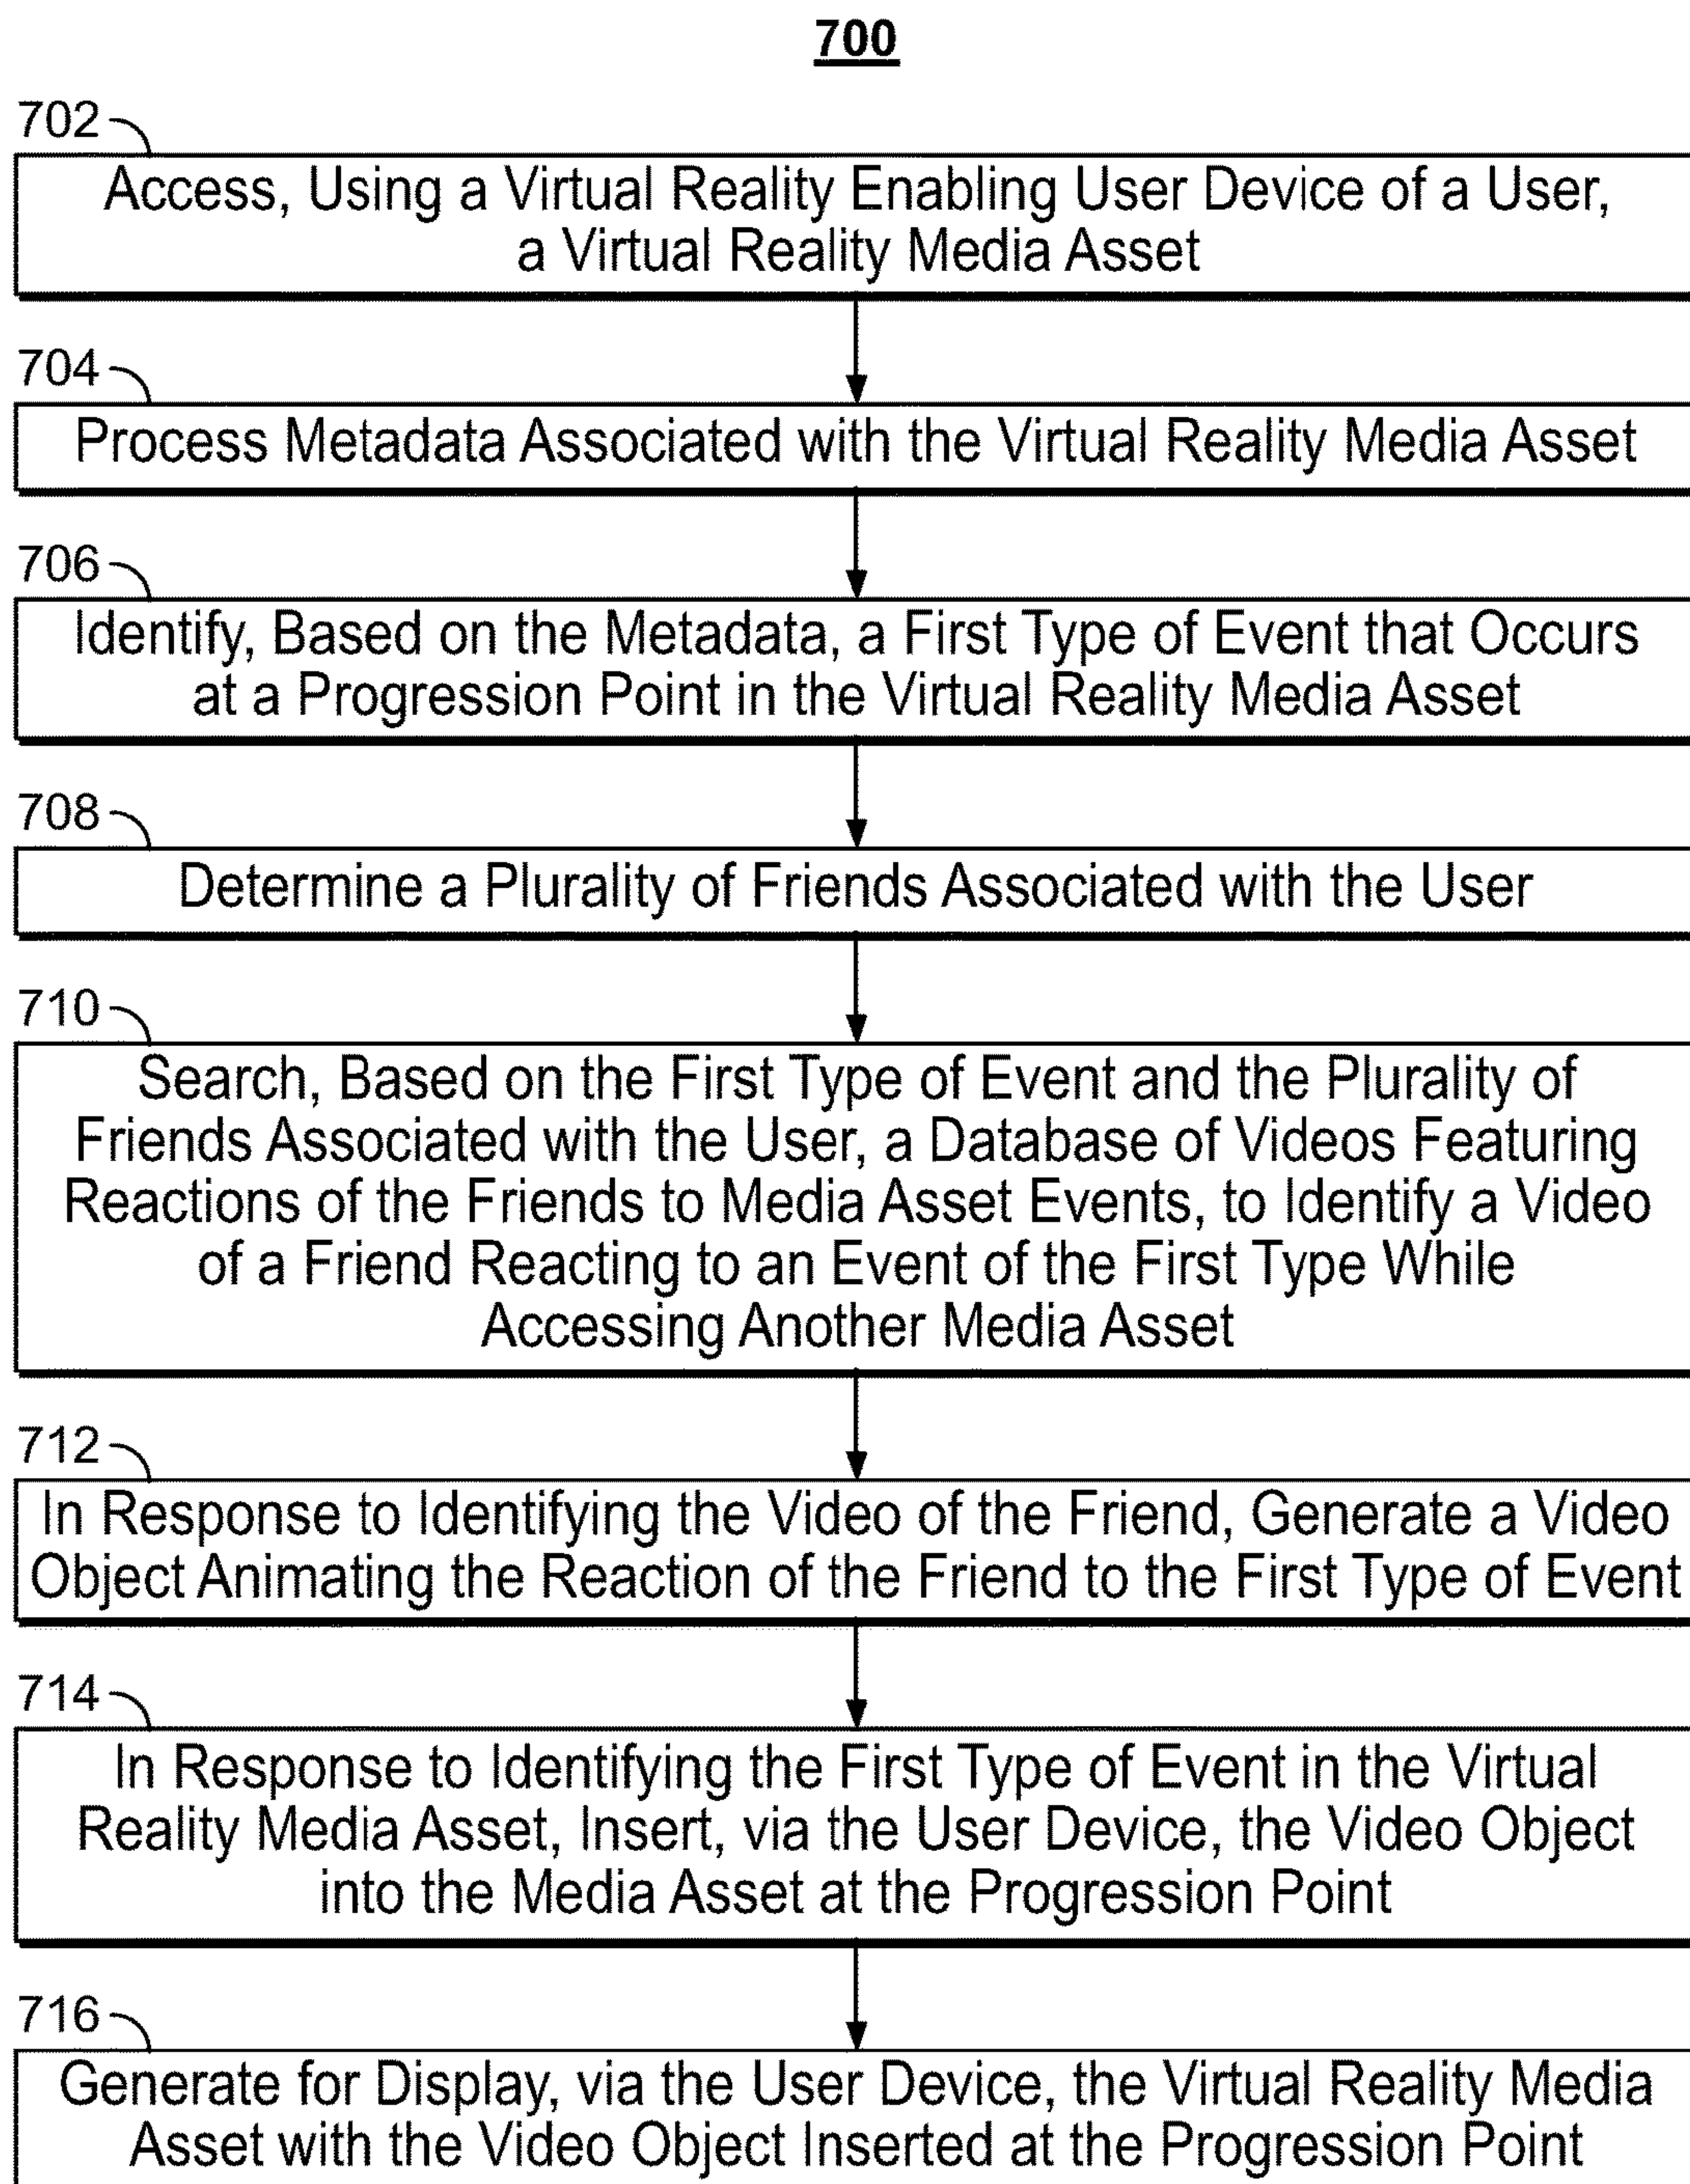 700
702
Access, Using a Virtual Reality Enabling User Device of a User,
a Virtual Reality Media Asset
704
Process Metadata Associated with the Virtual Reality Media Asset
706
Identify, Based on the Metadata, a First Type of Event that Occurs
at a Progression Point in the Virtual Reality Media Asset
708
Determine a Plurality of Friends Associated with the User
710
Search, Based on the First Type of Event and the Plurality of
Friends Associated with the User, a Database of Videos Featuring
Reactions of the Friends to Media Asset Events, to Identify a Video
of a Friend Reacting to an Event of the First Type While
Accessing Another Media Asset
712
In Response to Identifying the Video of the Friend, Generate a Video
Object Animating the Reaction of the Friend to the First Type of Event
714
In Response to Identifying the First Type of Event in the Virtual
Reality Media Asset, Insert, via the User Device, the Video Object
into the Media Asset at the Progression Point
716
Generate for Display, via the User Device, the Virtual Reality Media
Asset with the Video Object Inserted at the Progression Point